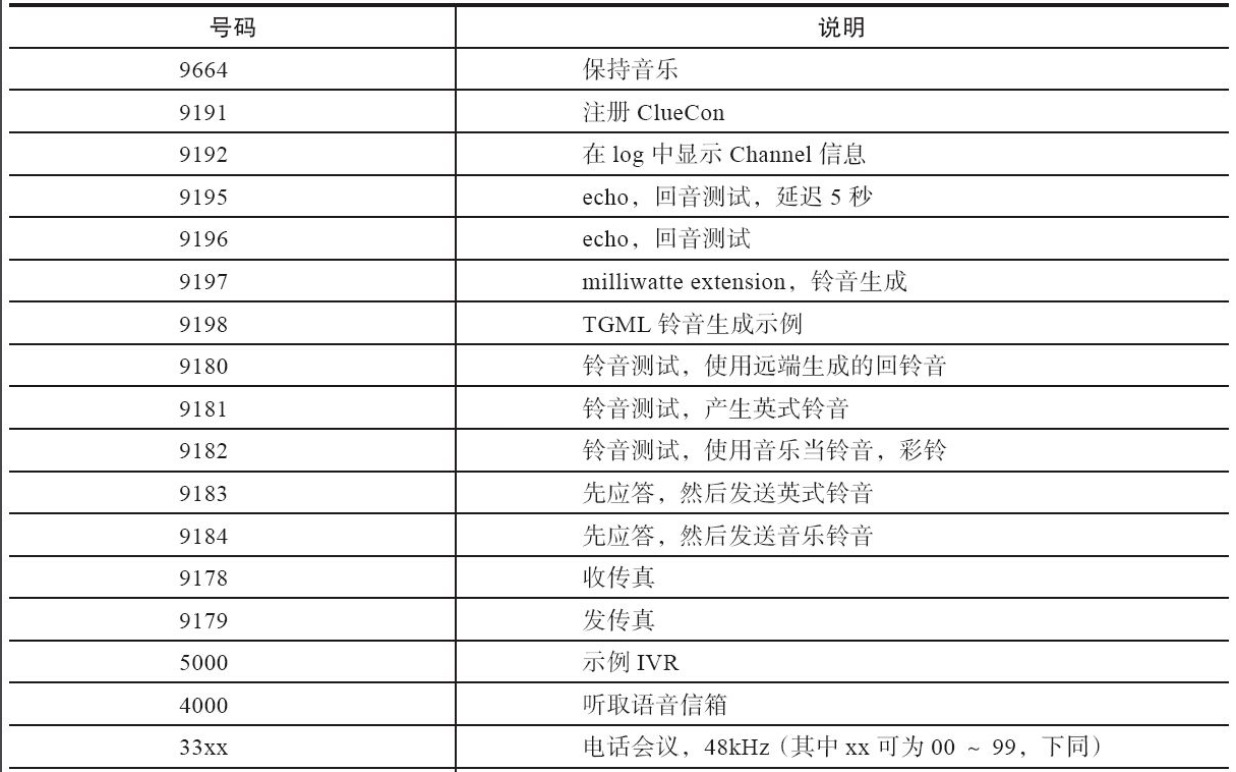 号码 说明
9664 保持音乐
9191 注册 ClueCon
9192 在 log 中显示 Channel 信息
9195 echo，回音测试，延迟 5 秒
9196 echo，回音测试
9197 milliwatte extension，铃音生成
9198 TGML 铃音生成示例
9180 铃音测试，使用远端生成的回铃音
9181 铃音测试，产生英式铃音
9182 铃音测试，使用音乐当铃音，彩铃
9183 先应答，然后发送英式铃音
9184 先应答，然后发送音乐铃音
9178 收传真
9179 发传真
5000 示例 IVR
4000 听取语音信箱
33xx 电话会议，48kHz（其中 xx 可为 00 ~ 99，下同）